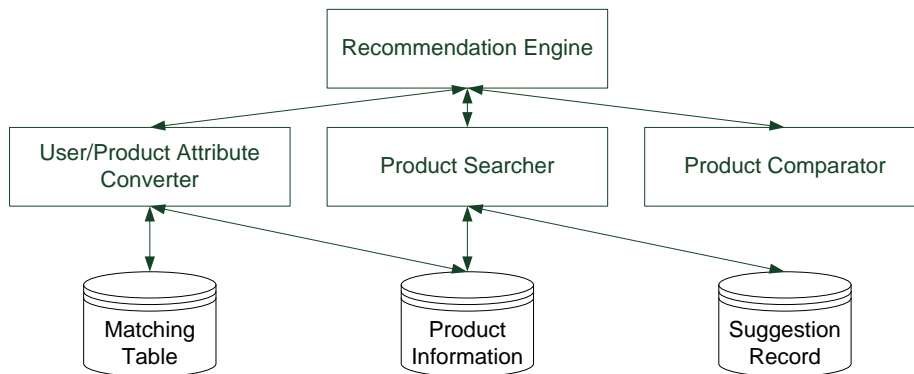 Recommendation Engine
User/Product Attribute
Converter
Product Searcher
Product Comparator
Matching
Table
Product
Information
Suggestion
Record